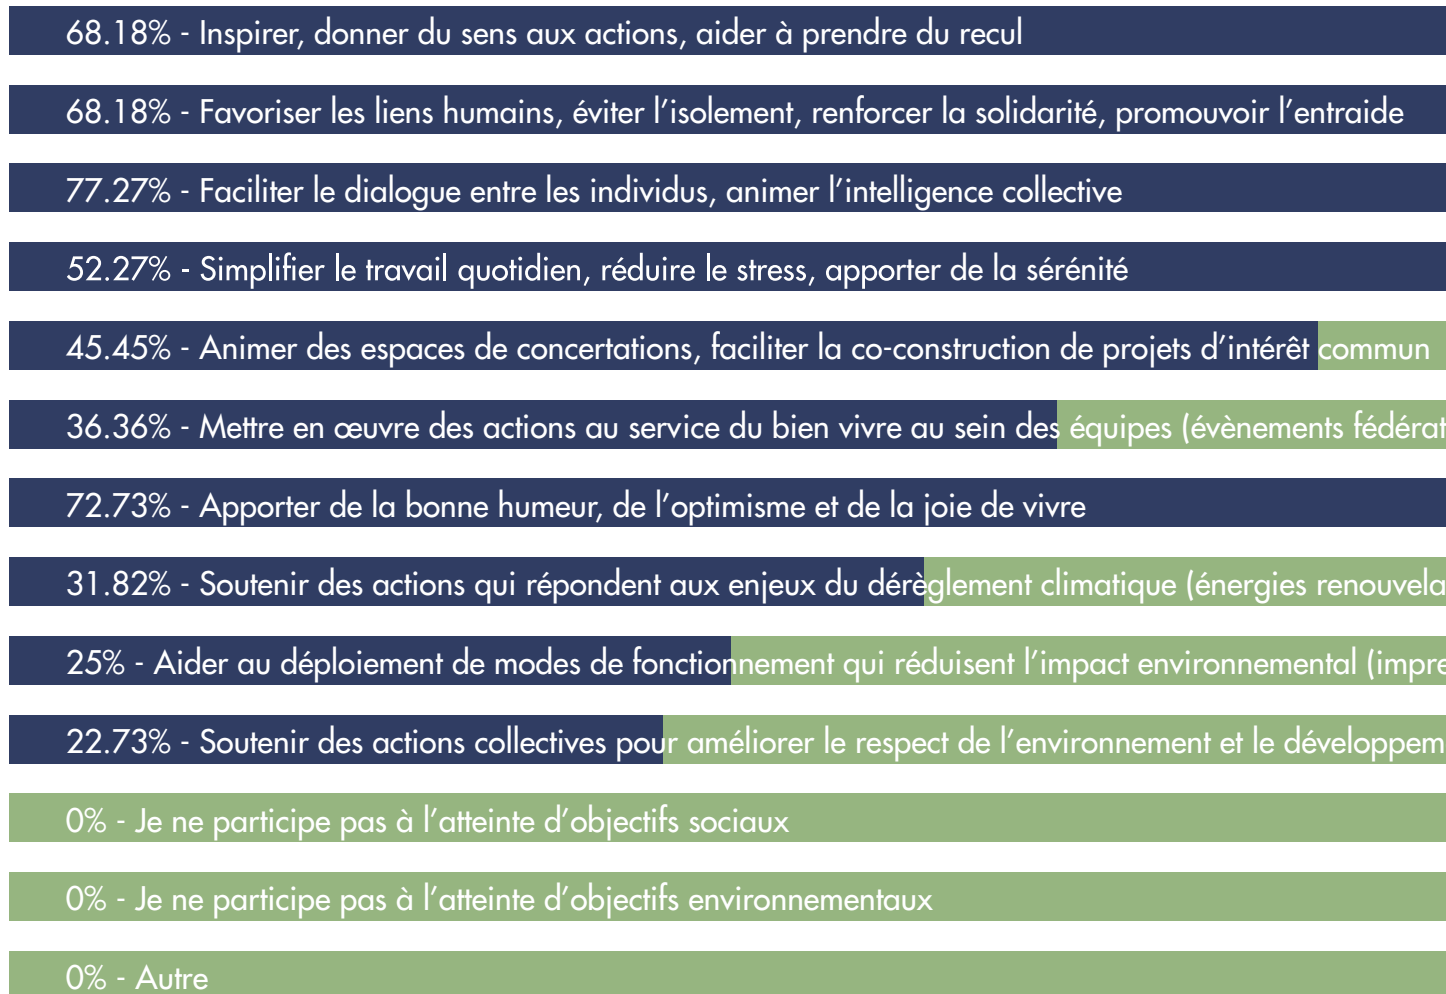 68.18% - Inspirer, donner du sens aux actions, aider à prendre du recul
68.18% - Favoriser les liens humains, éviter l’isolement, renforcer la solidarité, promouvoir l’entraide
77.27% - Faciliter le dialogue entre les individus, animer l’intelligence collective
52.27% - Simplifier le travail quotidien, réduire le stress, apporter de la sérénité
45.45% - Animer des espaces de concertations, faciliter la co-construction de projets d’intérêt commun
36.36% - Mettre en œuvre des actions au service du bien vivre au sein des équipes (évènements fédérat
72.73% - Apporter de la bonne humeur, de l’optimisme et de la joie de vivre
31.82% - Soutenir des actions qui répondent aux enjeux du dérèglement climatique (énergies renouvela
25% - Aider au déploiement de modes de fonctionnement qui réduisent l’impact environnemental (impre
22.73% - Soutenir des actions collectives pour améliorer le respect de l’environnement et le développem
0% - Je ne participe pas à l’atteinte d’objectifs sociaux
0% - Je ne participe pas à l’atteinte d’objectifs environnementaux
0% - Autre